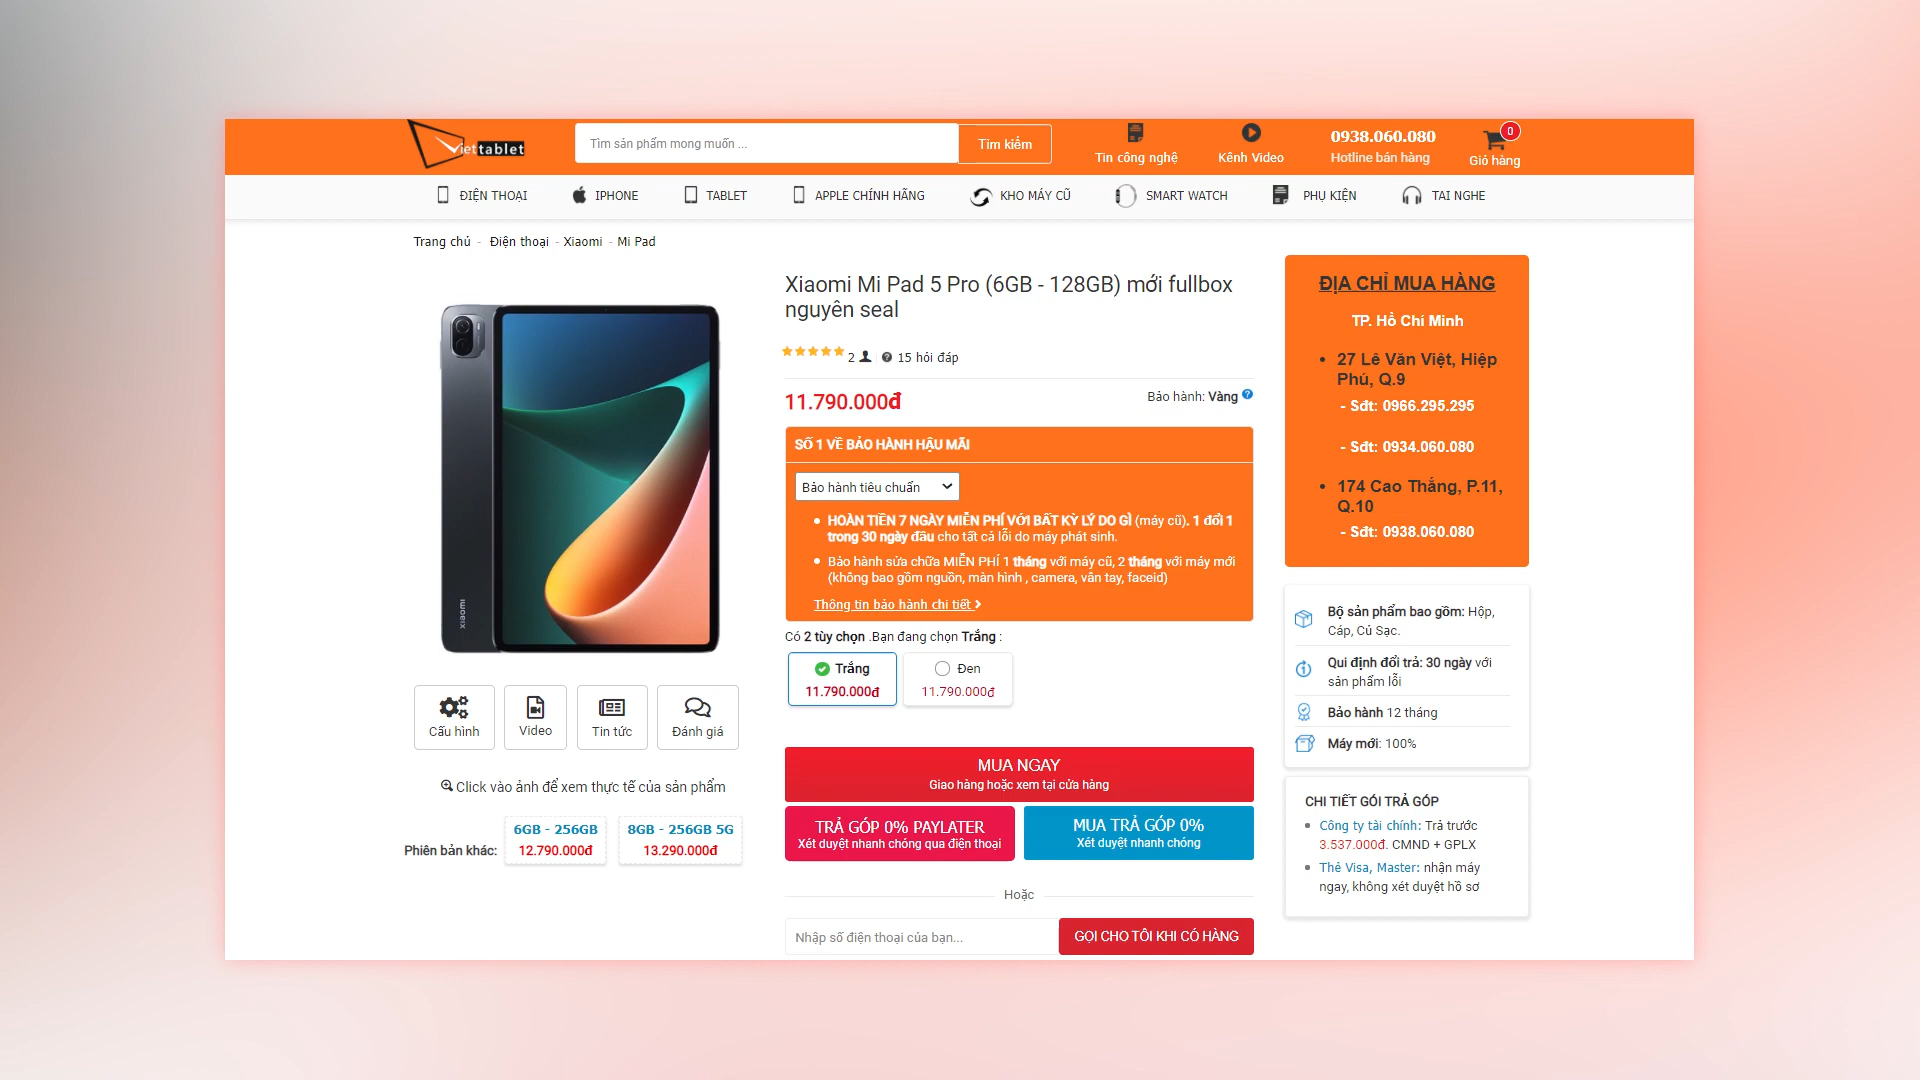 Viettablet
Tìm sản phẩm mong muốn ...
Tìm kiếm
Tin công nghệ
Kênh Video
0938.060.080
Hotline bán hàng
0
Giỏ hàng
ĐIỆN THOẠI
IPHONE
TABLET
APPLE CHÍNH HÃNG
KHO MÁY CŨ
SMART WATCH
PHỤ KIỆN
TAI NGHE
Trang chủ - Điện thoại - Xiaomi - Mi Pad
xiaomi
Cấu hình
Video
Tin tức
Đánh giá
Click vào ảnh để xem thực tế của sản phẩm
Phiên bản khác:
6GB - 256GB
12.790.000đ
8GB - 256GB 5G
13.290.000đ
Xiaomi Mi Pad 5 Pro (6GB - 128GB) mới fullbox
nguyên seal
2
15 hỏi đáp
11.790.000đ
Bảo hành: Vàng ?
SỐ 1 VỀ BẢO HÀNH HẬU MÃI
Bảo hành tiêu chuẩn
HOÀN TIỀN 7 NGÀY MIỄN PHÍ VỚI BẤT KỲ LÝ DO GÌ (máy cũ). 1 đổi 1
trong 30 ngày đầu cho tất cả lỗi do máy phát sinh.
Bảo hành sửa chữa MIỄN PHÍ 1 tháng với máy cũ, 2 tháng với máy mới
(không bao gồm nguồn, màn hình , camera, vân tay, faceid)
Thông tin bảo hành chi tiết
Có 2 tùy chọn .Bạn đang chọn Trắng :
Trắng
11.790.000đ
Đen
11.790.000đ
MUA NGAY
Giao hàng hoặc xem tại cửa hàng
TRẢ GÓP 0% PAYLATER
Xét duyệt nhanh chóng qua điện thoại
MUA TRẢ GÓP 0%
Xét duyệt nhanh chóng
Hoặc
Nhập số điện thoại của bạn...
GỌI CHO TÔI KHI CÓ HÀNG
ĐỊA CHỈ MUA HÀNG
TP. Hồ Chí Minh
27 Lê Văn Việt, Hiệp
Phú, Q.9
- Sđt: 0966.295.295
- Sđt: 0934.060.080
174 Cao Thắng, P.11,
Q.10
- Sđt: 0938.060.080
Bộ sản phẩm bao gồm: Hộp,
Cáp, Củ Sạc.
Qui định đổi trả: 30 ngày với
sản phẩm lỗi
Bảo hành 12 tháng
Máy mới: 100%
CHI TIẾT GÓI TRẢ GÓP
Công ty tài chính: Trả trước
3.537.000đ. CMND + GPLX
Thẻ Visa, Master: nhận máy
ngay, không xét duyệt hồ sơ